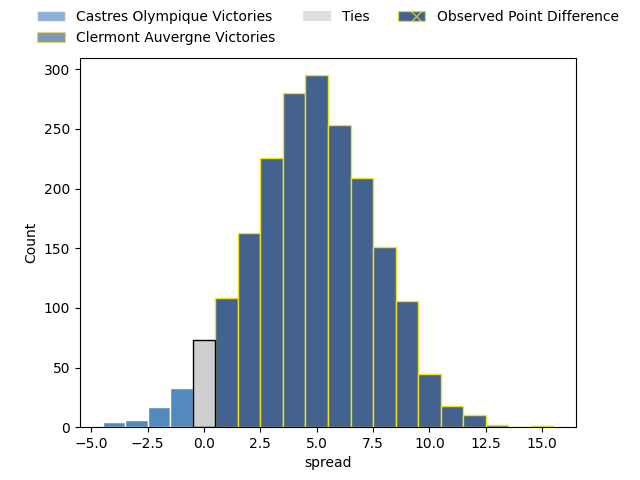 Castres Olympique Victories
Clermont Auvergne Victories
Ties
Observed Point Difference
300
250
200
150
100
50
0
Count
−5.0 −2.5 0.0 2.5 5.0 7.5 10.0 12.5 15.0
spread